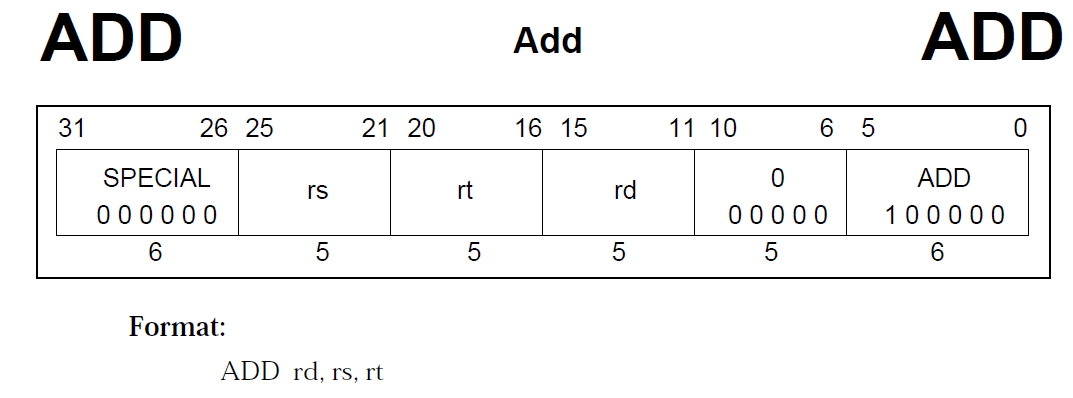 ADD Add ADD
31 26 25 21 20 16 15 11 10 6 5 0
SPECIAL rs rt rd 0 ADD
0 0 0 0 0 0 0 0 0 0 0 1 0 0 0 0 0
6 5 5 5 5 6
Format:
ADD rd, rs, rt